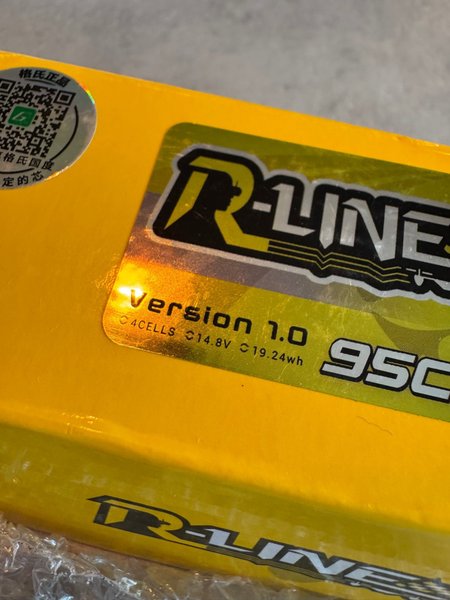 格氏正品
格氏国度
定的芯
R-LINE
Version 1.0
4CELLS 14.8V 19.24wh
95C
R-LINE